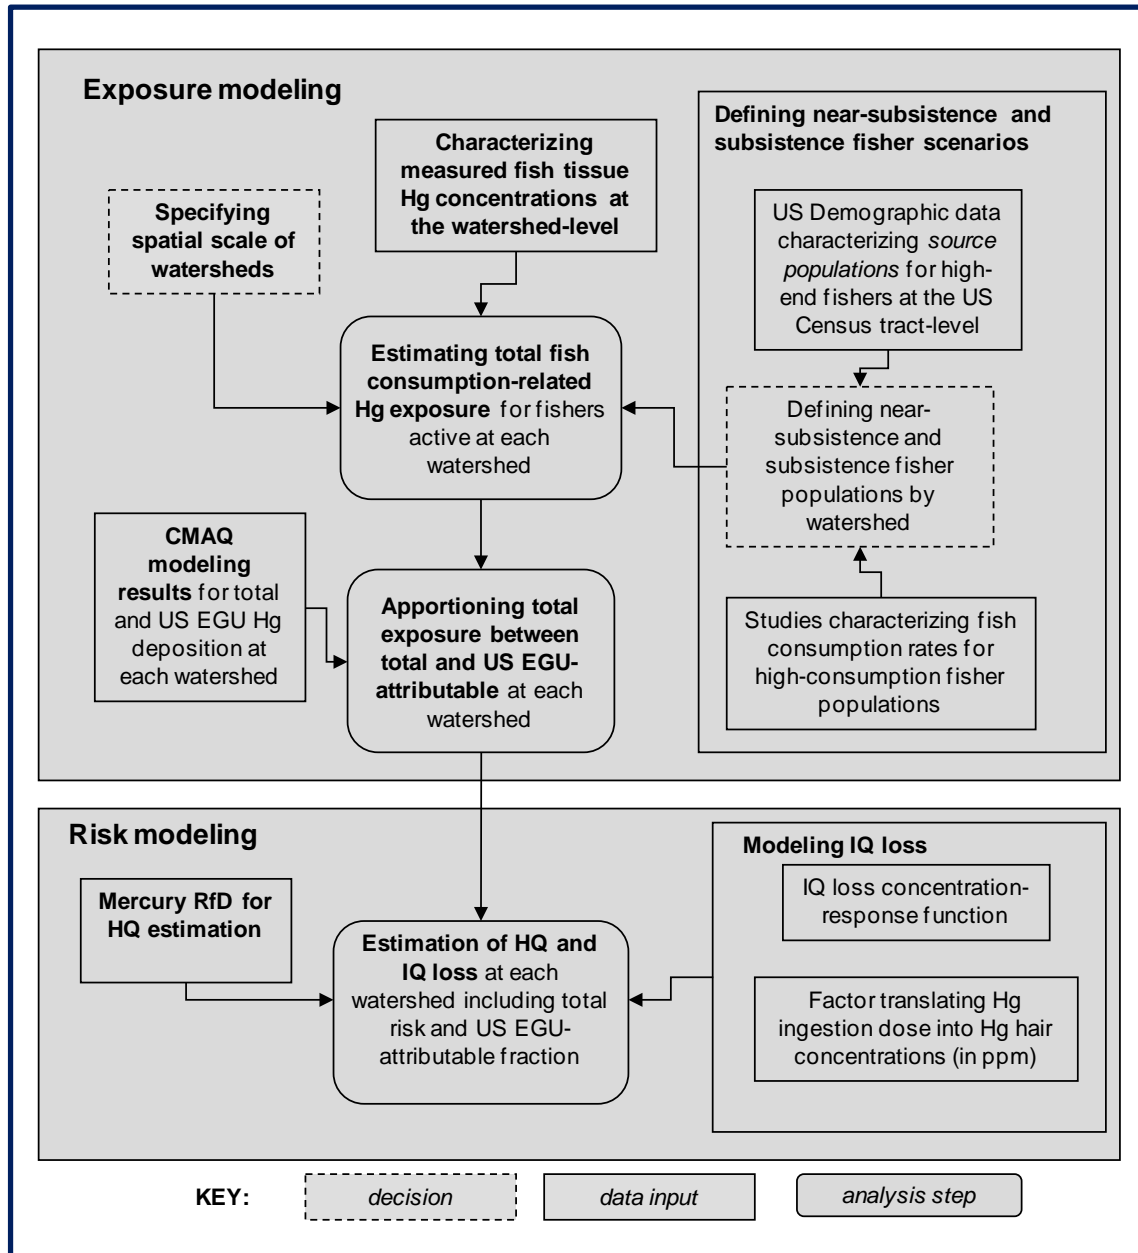 Exposure modeling
Characterizing
measured fish tissue
Hg concentrations at
the watershed-level
Specifying
spatial scale of
watersheds
Defining near-subsistence and
subsistence fisher scenarios
US Demographic data
characterizing source
populations for high-
end fishers at the US
Census tract-level
Estimating total fish
consumption-related
Hg exposure for fishers
active at each
watershed
Defining near-
subsistence and
subsistence fisher
populations by
watershed
CMAQ
modeling
results for total
and US EGU Hg
deposition at
each watershed
Apportioning total
exposure between
total and US EGU-
attributable at each
watershed
Studies characterizing fish
consumption rates for
high-consumption fisher
populations
Risk modeling
Mercury RfD for
HQ estimation
Estimation of HQ and
IQ loss at each
watershed including total
risk and US EGU-
attributable fraction
Modeling IQ loss
IQ loss concentration-
response function
Factor translating Hg
ingestion dose into Hg hair
concentrations (in ppm)
KEY:
decision
data input
analysis step